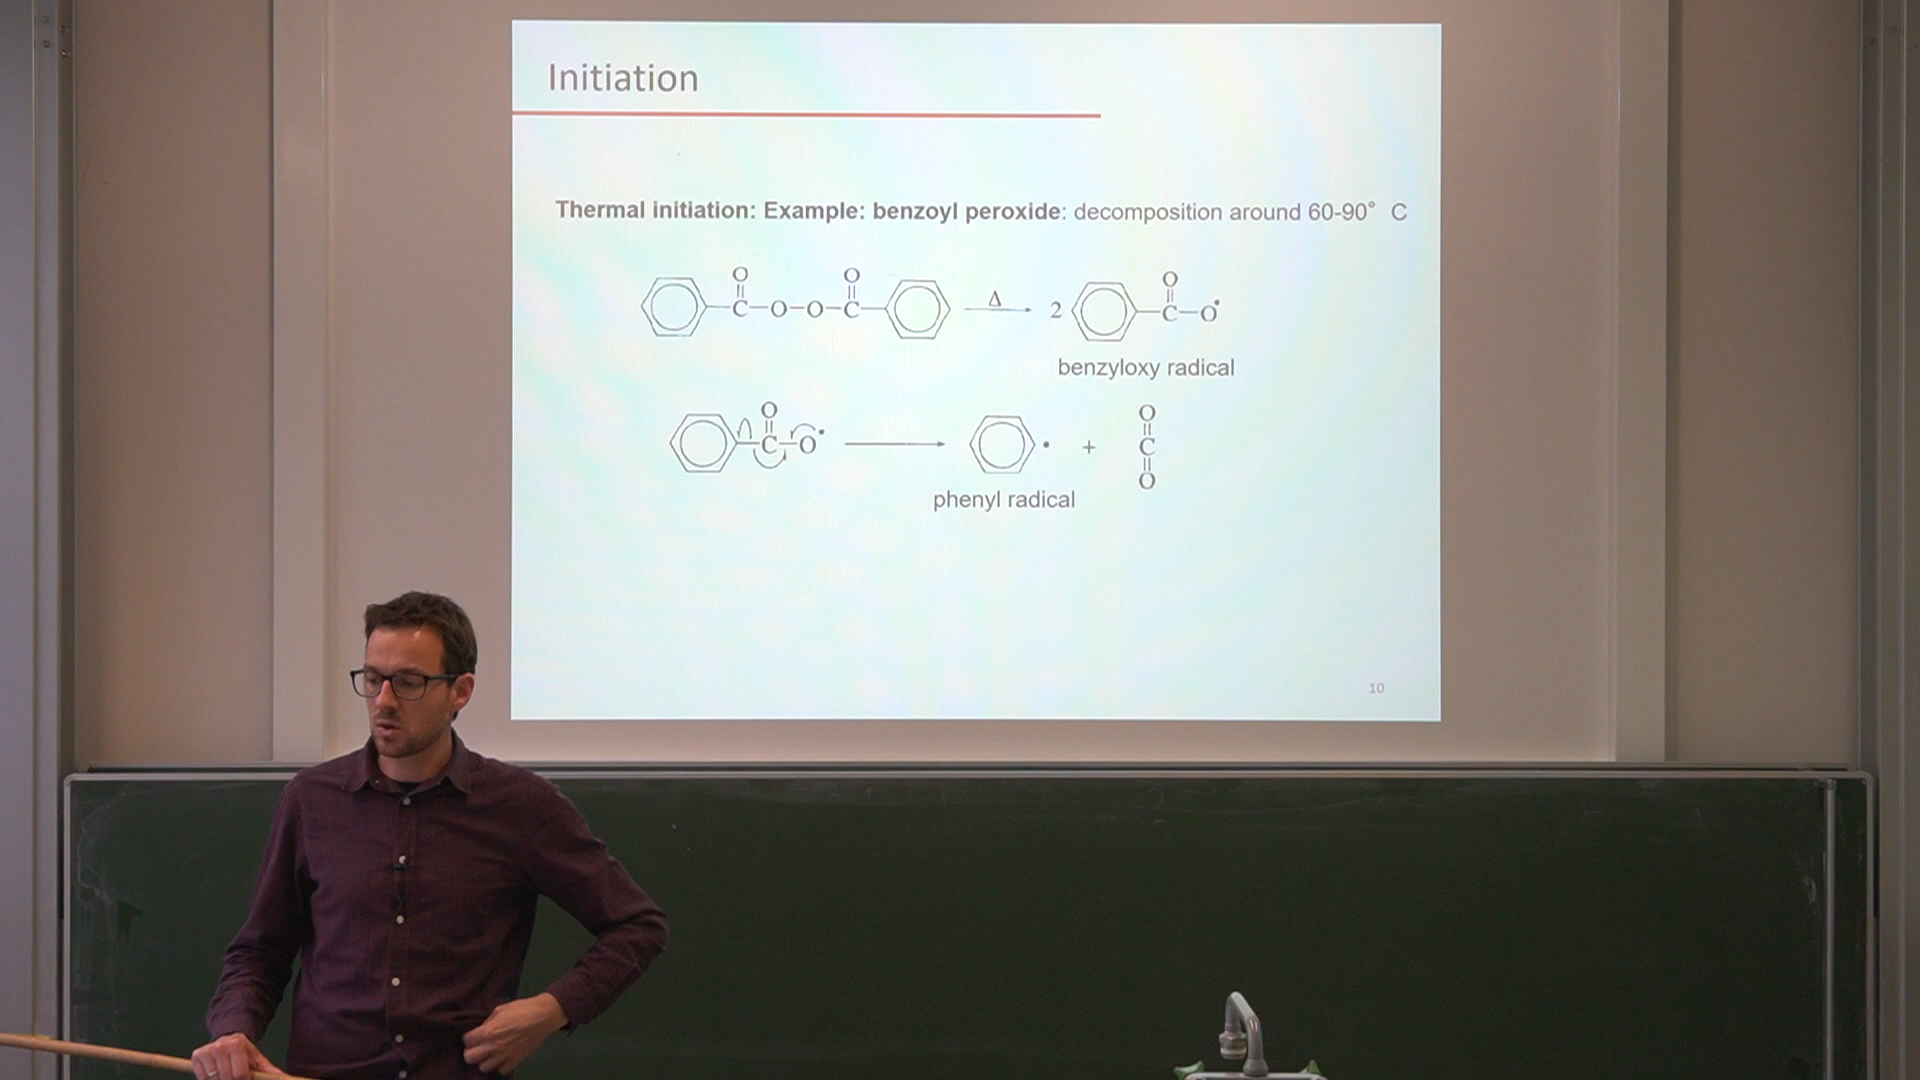 Initiation
Thermal initiation: Example: benzoyl peroxide: decomposition around 60-90° C
O O O
C-O-O-C Δ 2 C-O•
benzyloxy radical
O O
C-O• • + C
O
phenyl radical
10